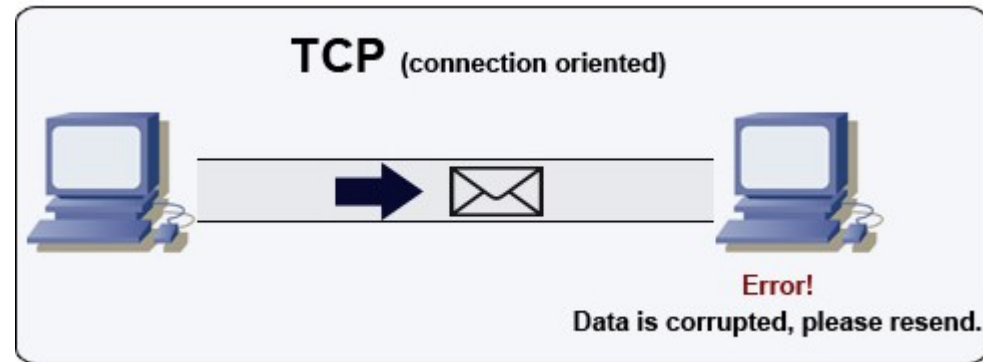 TCP (connection oriented)
Error!
Data is corrupted, please resend.